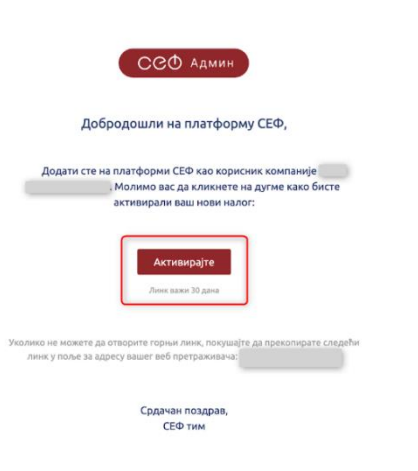 сеф Админ
Добродошли на платформу СЕФ,
Додати сте на платформи СЕФ као корисник компаније
. Молимо вас да кликнете на дугме како бисте
активирали ваш нови налог:
Активирајте
Линк важи 30 дана
Уколико не можете да отворите горњи линк, покушајте да прекопирате следећи
линк у поље за адресу вашег веб претраживача:
Срдачан поздрав,
СЕФ тим